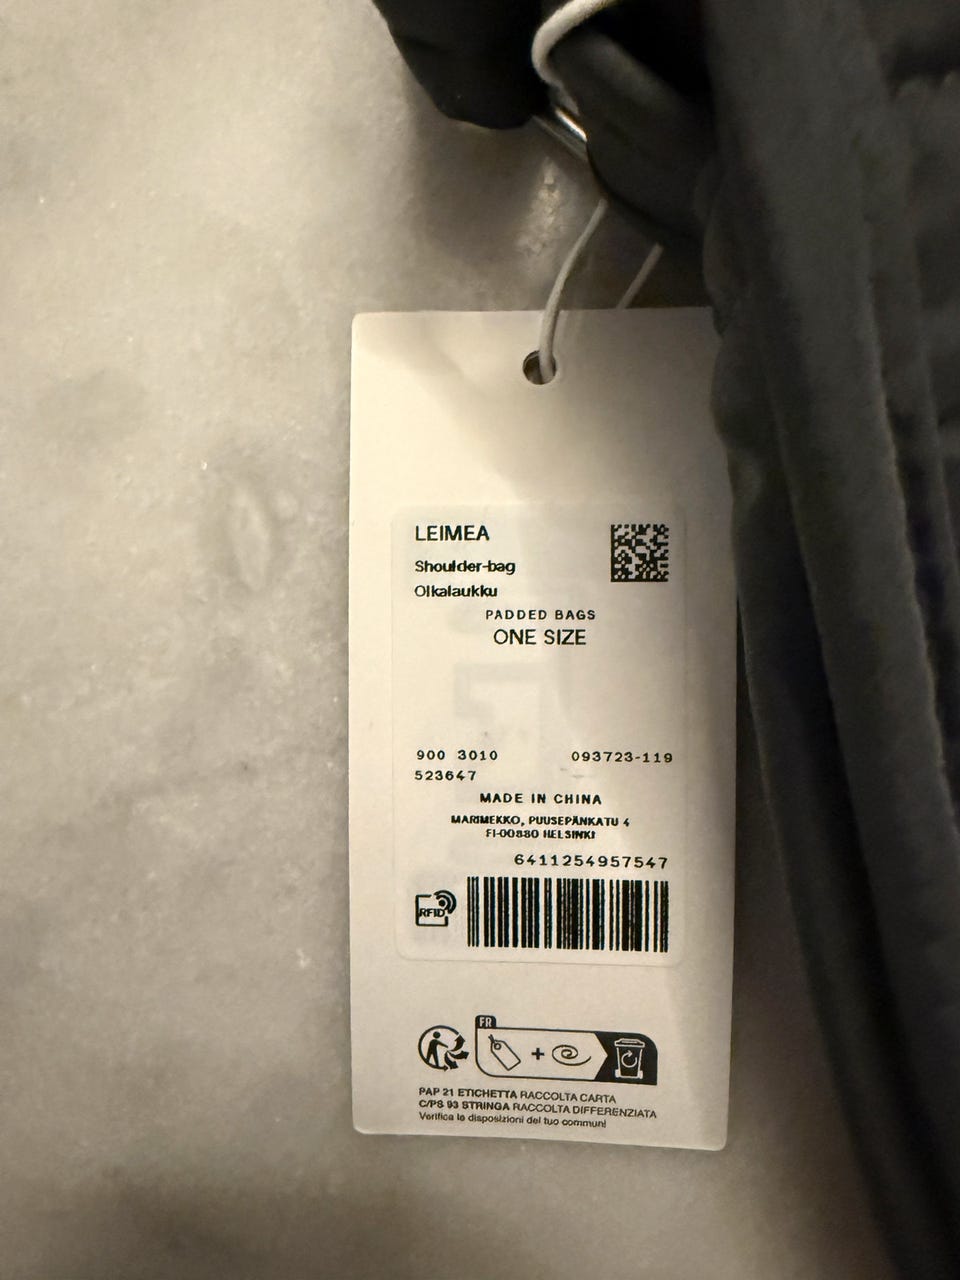 LEIMEA
Shoulder-bag
Olkalaukku
PADDED BAGS
ONE SIZE
900 3010 093723-119
523647
MADE IN CHINA
MARIMEKKO, PUUSEPÄNKATU 4
FI-00880 HELSINKI
6411254957547
RFID
FR
PAP 21 ETICHETTA RACCOLTA CARTA
C/PS 93 STRINGA RACCOLTA DIFFERENZIATA
Verifica le disposizioni del tuo comune!